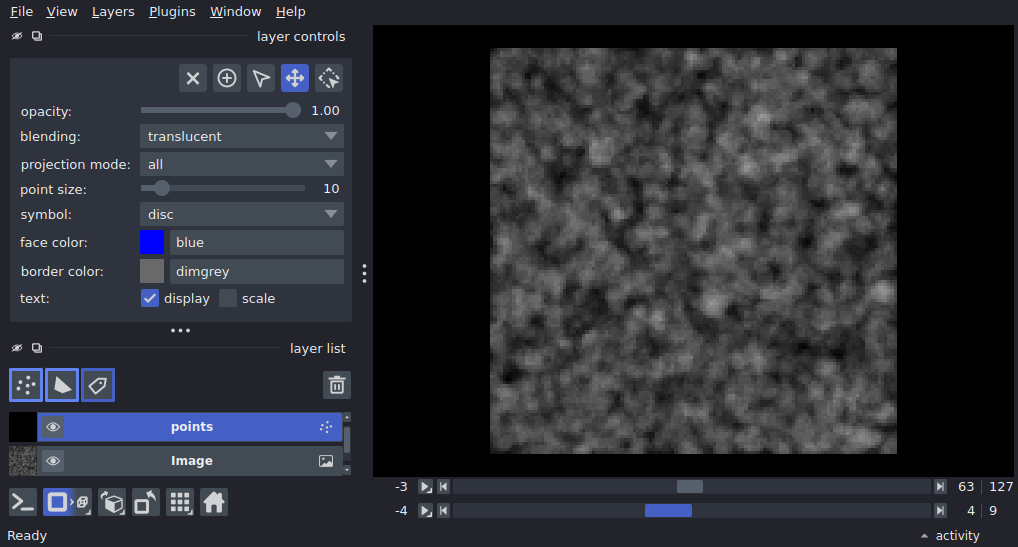 File View Layers Plugins Window Help
layer controls
opacity: 1.00
blending: translucent
projection mode: all
point size: 10
symbol: disc
face color: blue
border color: dimgrey
text: display scale
layer list
points
Image
-3 63 127
-4 4 9
Ready activity